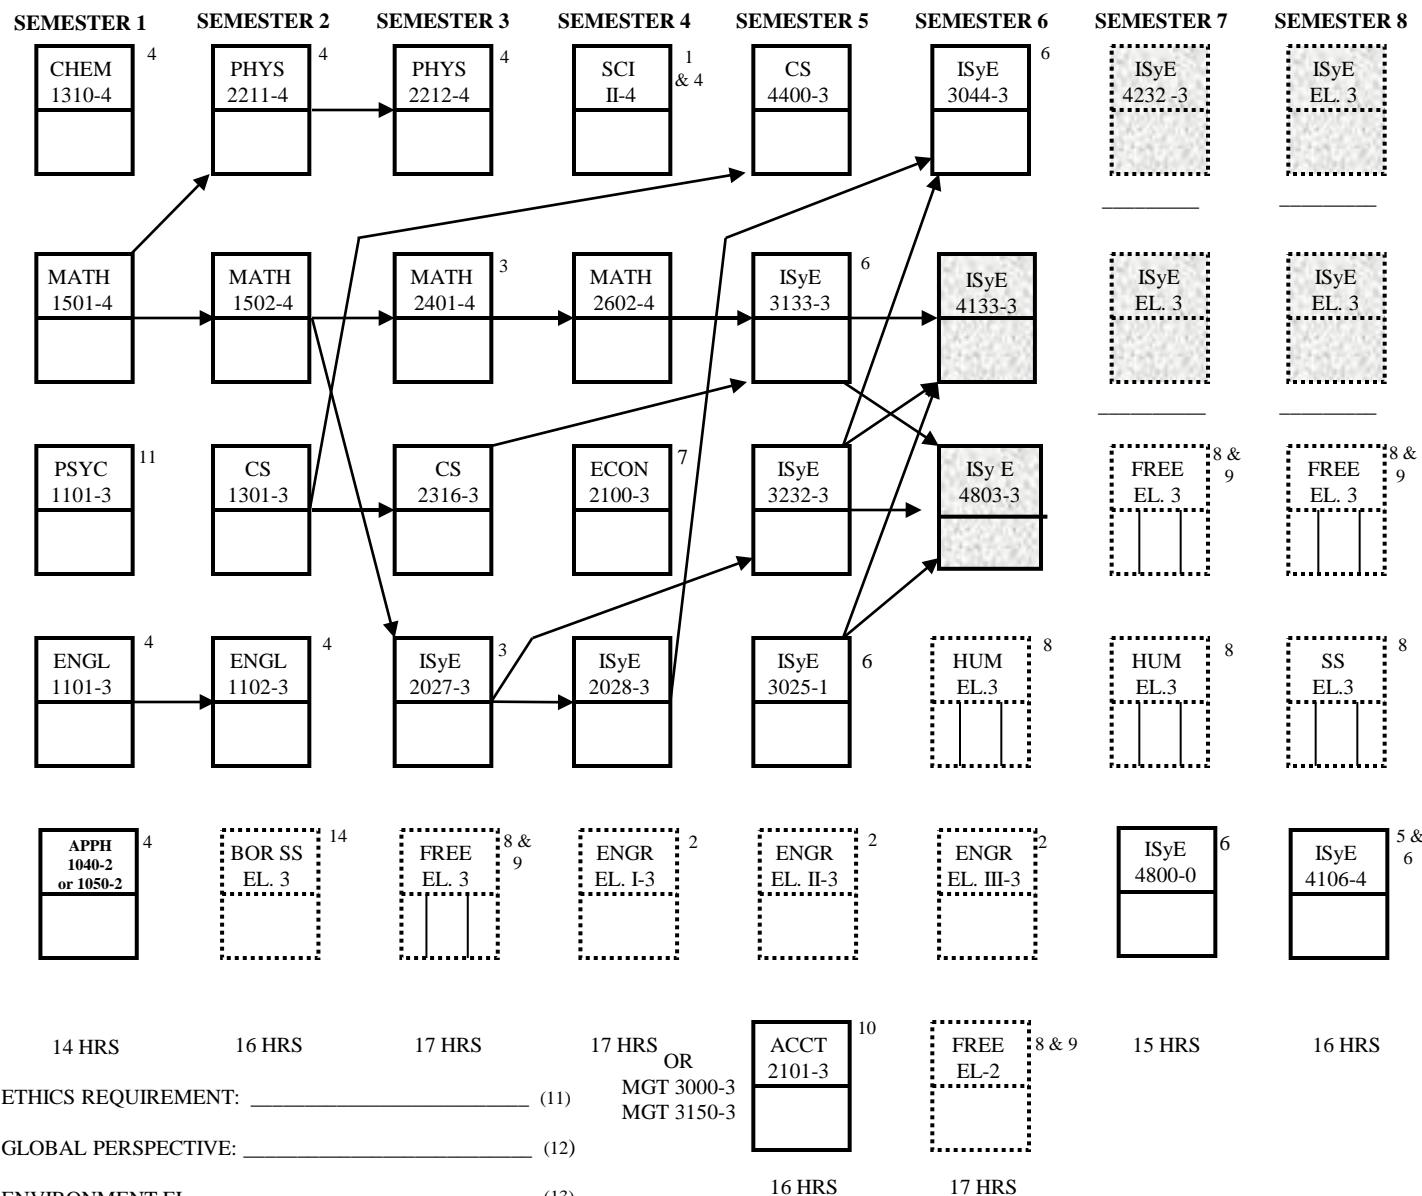 SEMESTER 1 SEMESTER 2 SEMESTER 3 SEMESTER 4 SEMESTER 5 SEMESTER 6 SEMESTER 7 SEMESTER 8
CHEM
1310-4
4
PHYS
2211-4
4
PHYS
2212-4
4
SCI
II-4
1
& 4
CS
4400-3
ISyE
3044-3
6
ISyE
4232 -3
ISyE
EL. 3
MATH
1501-4
MATH
1502-4
MATH
2401-4
3
MATH
2602-4
ISyE
3133-3
6
ISyE
4133-3
ISyE
EL. 3
ISyE
EL. 3
PSYC
1101-3
11
CS
1301-3
CS
2316-3
ECON
2100-3
7
ISyE
3232-3
ISy E
4803-3
FREE
EL. 3
8 &
9
FREE
EL. 3
8 &
9
ENGL
1101-3
4
ENGL
1102-3
4
ISyE
2027-3
3
ISyE
2028-3
ISyE
3025-1
6
HUM
EL.3
8
HUM
EL.3
8
SS
EL.3
8
APPH
1040-2
or 1050-2
4
BOR SS
EL. 3
14
FREE
EL. 3
8 &
9
ENGR
EL. I-3
2
ENGR
EL. II-3
2
ENGR
EL. III-3
2
ISyE
4800-0
6
ISyE
4106-4
5 &
6
14 HRS
16 HRS
17 HRS
17 HRS
OR
MGT 3000-3
MGT 3150-3
ACCT
2101-3
10
FREE
EL-2
8 & 9
15 HRS
16 HRS
ETHICS REQUIREMENT: __________________________ (11)
GLOBAL PERSPECTIVE: ___________________________ (12)
16 HRS
17 HRS